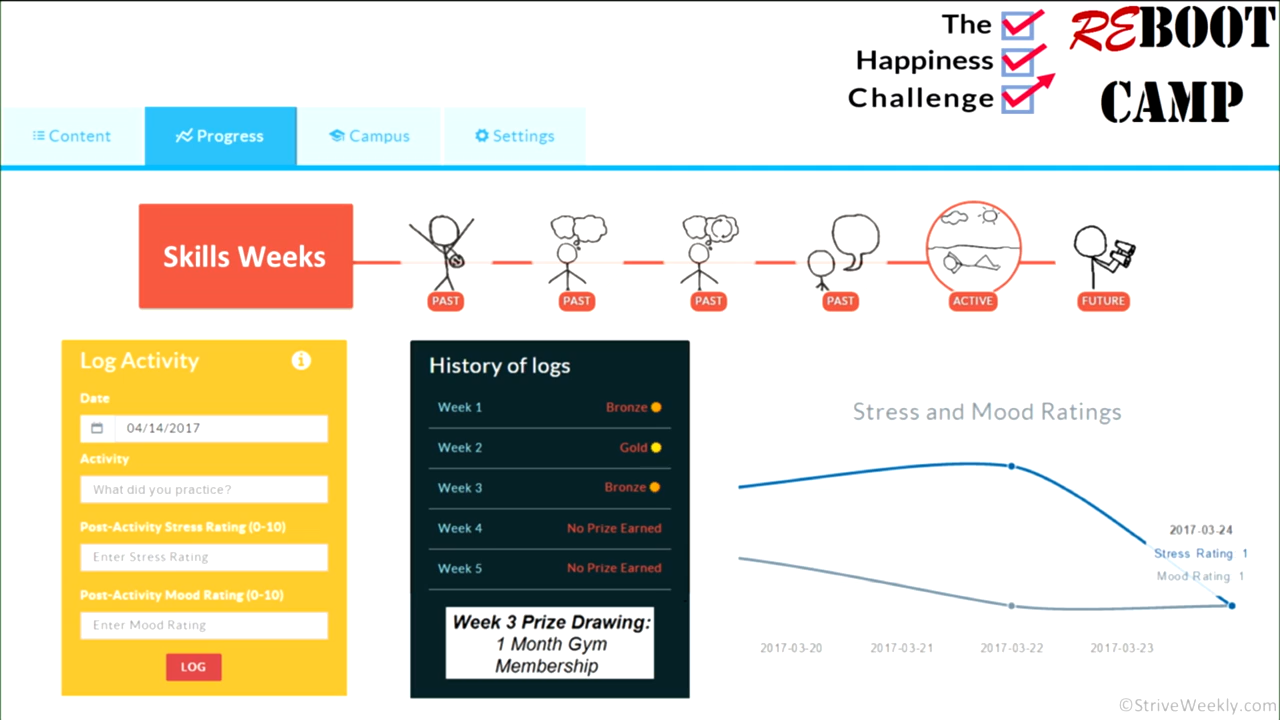 The
Happiness
Challenge
REBOOT
CAMP
Content
Progress
Campus
Settings
Skills Weeks
PAST
PAST
PAST
PAST
ACTIVE
FUTURE
Log Activity
Date
04/14/2017
Activity
What did you practice?
Post-Activity Stress Rating (0-10)
Enter Stress Rating
Post-Activity Mood Rating (0-10)
Enter Mood Rating
LOG
History of logs
Week 1 Bronze
Week 2 Gold
Week 3 Bronze
Week 4 No Prize Earned
Week 5 No Prize Earned
Week 3 Prize Drawing:
1 Month Gym
Membership
Stress and Mood Ratings
2017-03-24
Stress Rating 1
Mood Rating 1
2017-03-20
2017-03-21
2017-03-22
2017-03-23
©StriveWeekly.com